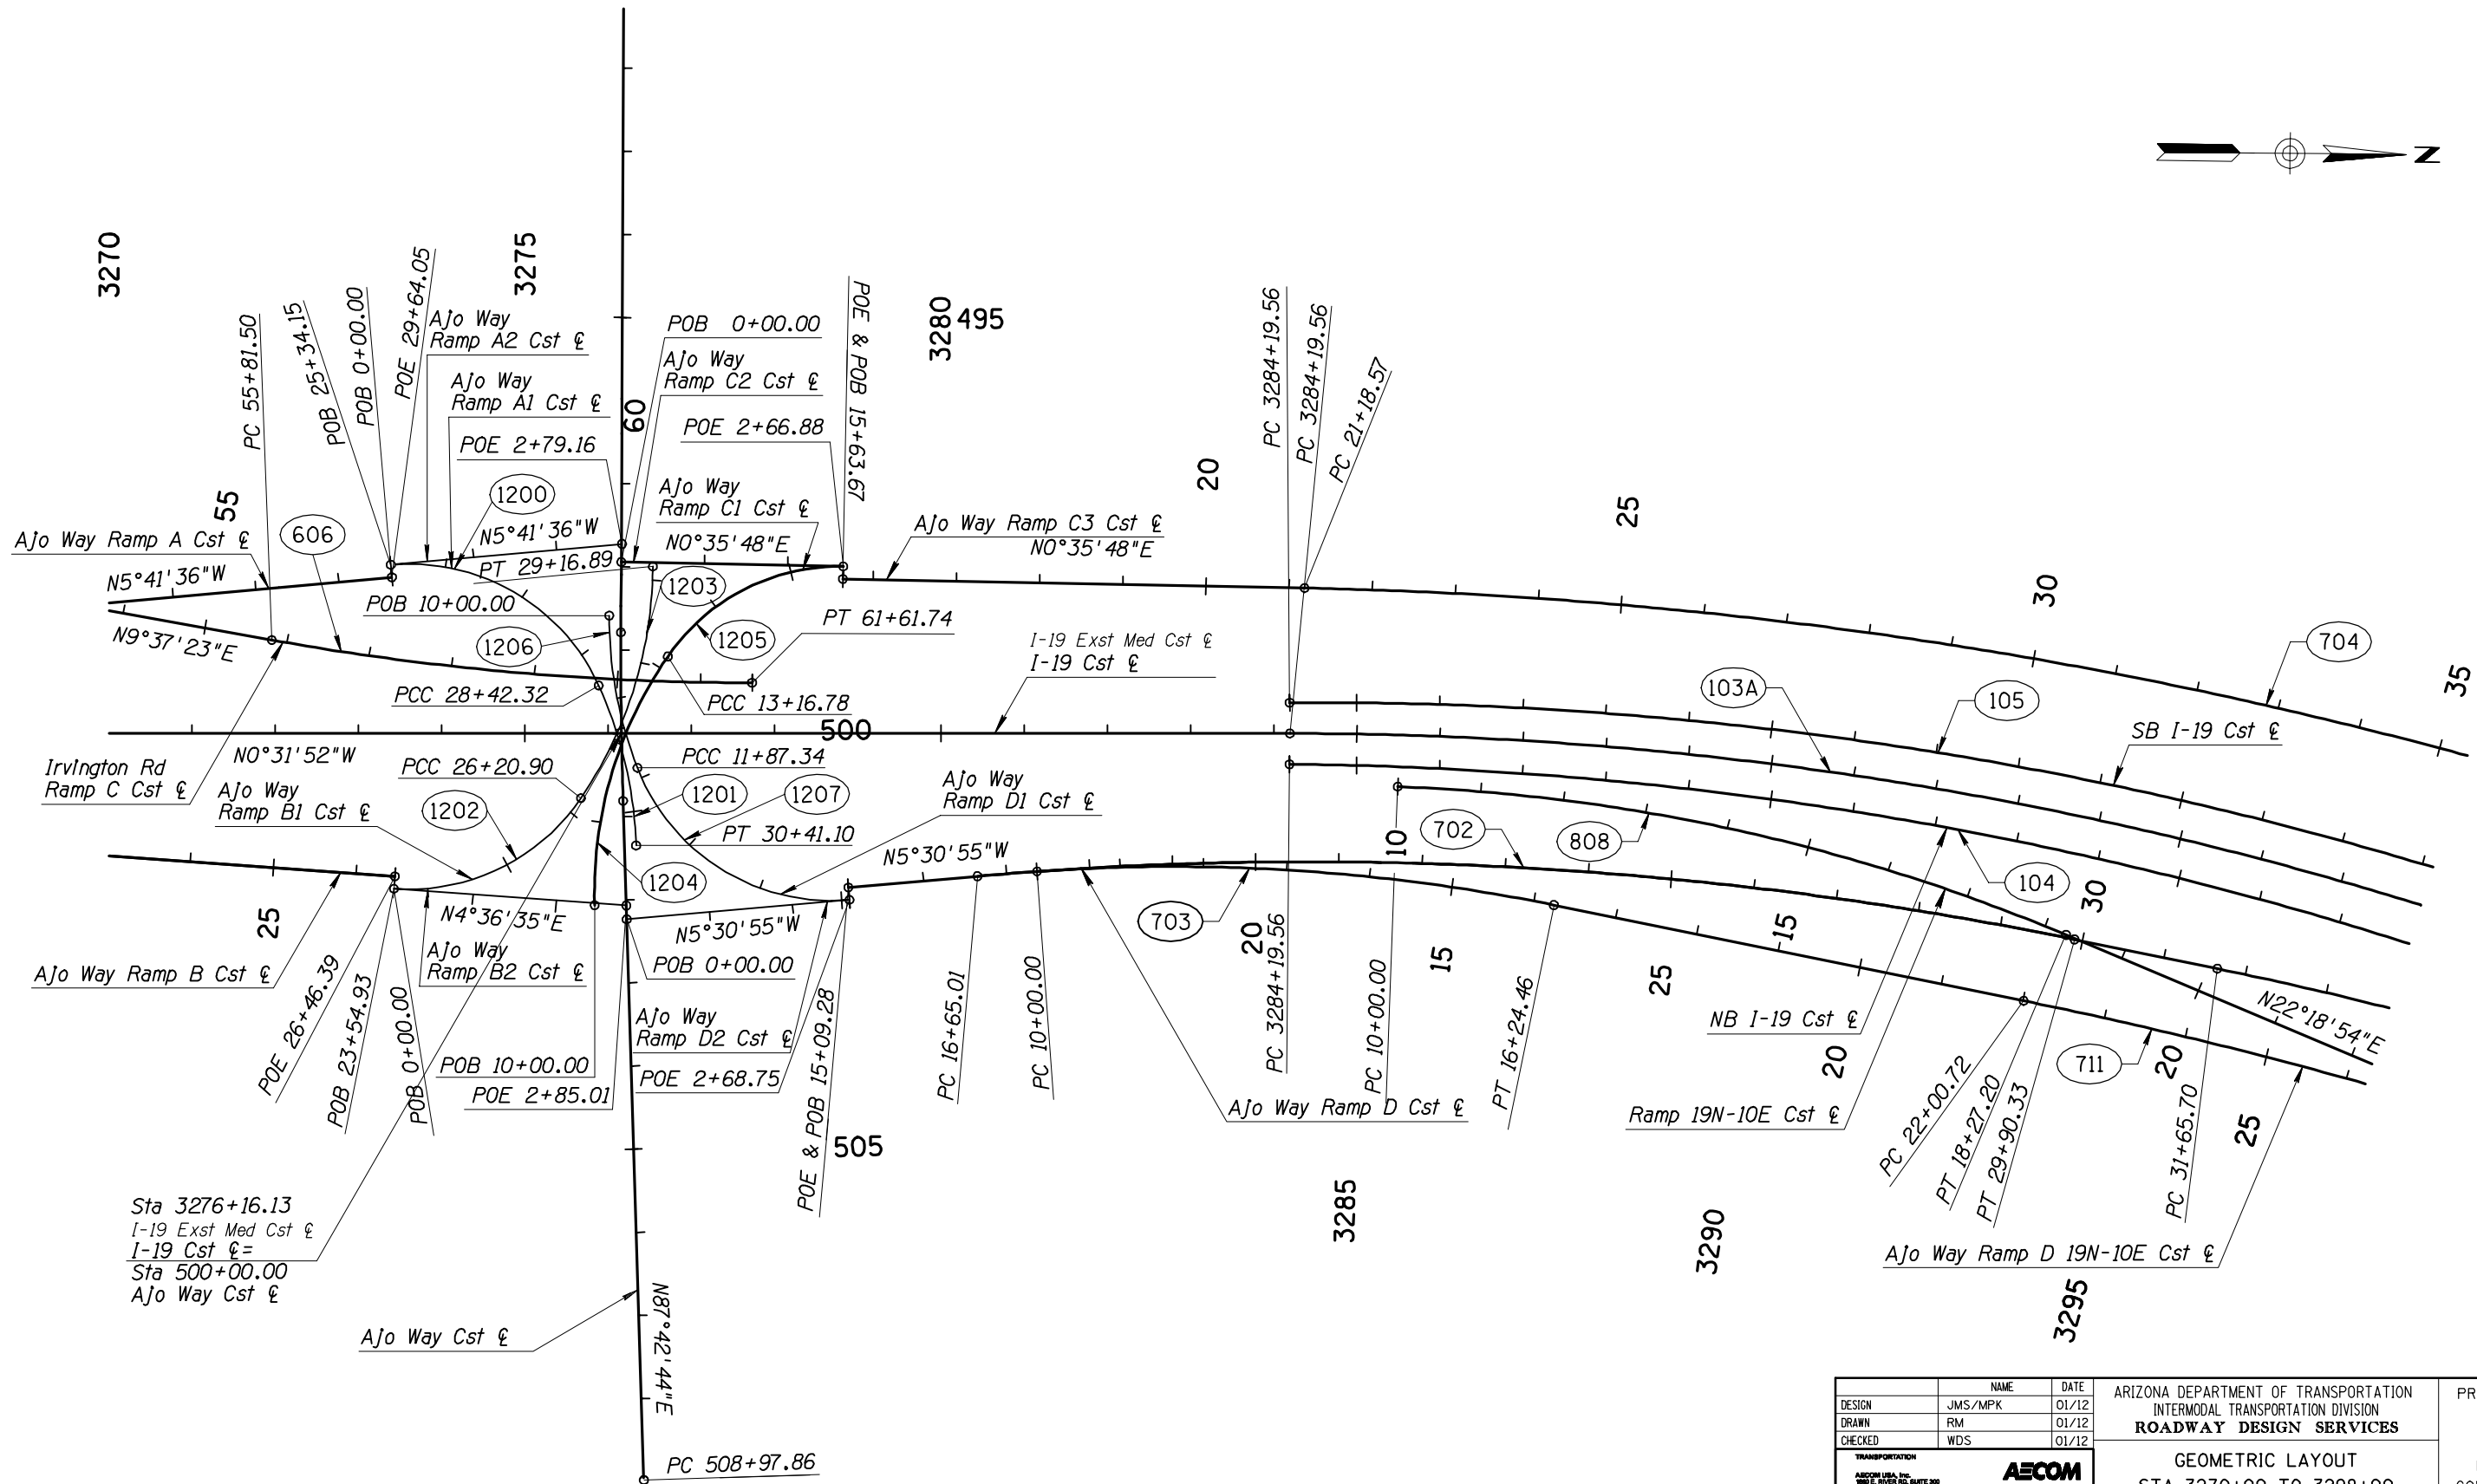 N
3270
3275
3280
495
PC 55+81.50
POB 25+34.15
POB 0+00.00
POE 29+64.05
Ajo Way
Ramp A2 Cst ℄
Ajo Way
Ramp A1 Cst ℄
POE 2+79.16
1200
N5°41'36"W
POB 0+00.00
Ajo Way
Ramp C2 Cst ℄
60
POE 2+66.88
POE & POB 15+63.67
Ajo Way
Ramp C1 Cst ℄
N0°35'48"E
Ajo Way Ramp C3 Cst ℄
N0°35'48"E
PC 3284+19.56
PC 3284+19.56
PC 21+18.57
20
25
30
35
55
606
Ajo Way Ramp A Cst ℄
N5°41'36"W
N9°37'23"E
PT 29+16.89
POB 10+00.00
1203
1206
1205
PT 61+61.74
PCC 28+42.32
PCC 13+16.78
I-19 Exst Med Cst ℄
I-19 Cst ℄
500
103A
105
704
SB I-19 Cst ℄
N0°31'52"W
Irvington Rd
Ramp C Cst ℄
Ajo Way
Ramp B1 Cst ℄
PCC 26+20.90
1202
PCC 11+87.34
1201
1207
PT 30+41.10
Ajo Way
Ramp D1 Cst ℄
1204
N5°30'55"W
10
702
808
104
703
30
25
N4°36'35"E
N5°30'55"W
Ajo Way Ramp B Cst ℄
Ajo Way
Ramp B2 Cst ℄
POB 0+00.00
POE 26+46.39
POB 23+54.93
POB 0+00.00
POB 10+00.00
POE 2+85.01
Ajo Way
Ramp D2 Cst ℄
POE 2+68.75
POE & POB 15+09.28
PC 16+65.01
PC 10+00.00
20
PC 3284+19.56
PC 10+00.00
15
PT 16+24.46
25
15
Ajo Way Ramp D Cst ℄
NB I-19 Cst ℄
Ramp 19N-10E Cst ℄
20
PC 22+00.72
PT 18+27.20
PT 29+90.33
711
20
PC 31+65.70
25
N22°18'54"E
505
3285
3290
3295
Ajo Way Ramp D 19N-10E Cst ℄
Sta 3276+16.13
I-19 Exst Med Cst ℄
I-19 Cst ℄=
Sta 500+00.00
Ajo Way Cst ℄
Ajo Way Cst ℄
N87°42'44"E
PC 508+97.86
NAME DATE
DESIGN JMS/MPK 01/12
DRAWN RM 01/12
CHECKED WDS 01/12
ARIZONA DEPARTMENT OF TRANSPORTATION
INTERMODAL TRANSPORTATION DIVISION
ROADWAY DESIGN SERVICES
PR
TRANSPORTATION
AECOM USA, Inc.
AECOM
GEOMETRIC LAYOUT